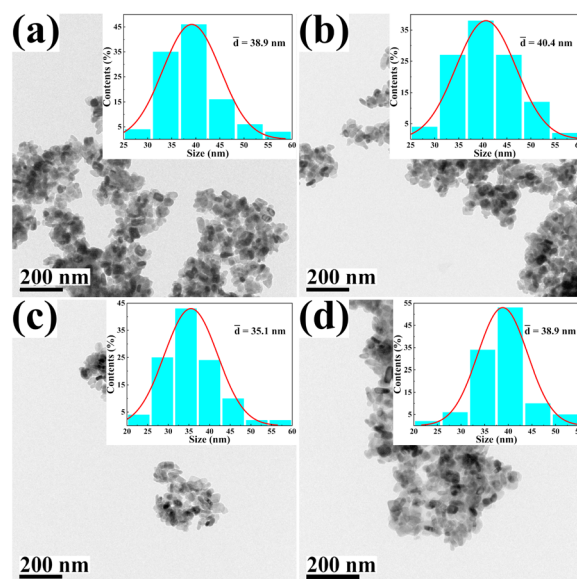 (a)
Contents (%)
45
35
25
15
5
d̄ = 38.9 nm
25 30 35 40 45 50 55 60
Size (nm)
200 nm
(b)
Contents (%)
45
35
25
15
5
d̄ = 40.4 nm
25 30 35 40 45 50 55 60
Size (nm)
200 nm
(c)
Contents (%)
45
35
25
15
5
d̄ = 35.1 nm
20 25 30 35 40 45 50 55 60
Size (nm)
200 nm
(d)
Contents (%)
55
45
35
25
15
5
d̄ = 38.9 nm
20 25 30 35 40 45 50 55
Size (nm)
200 nm